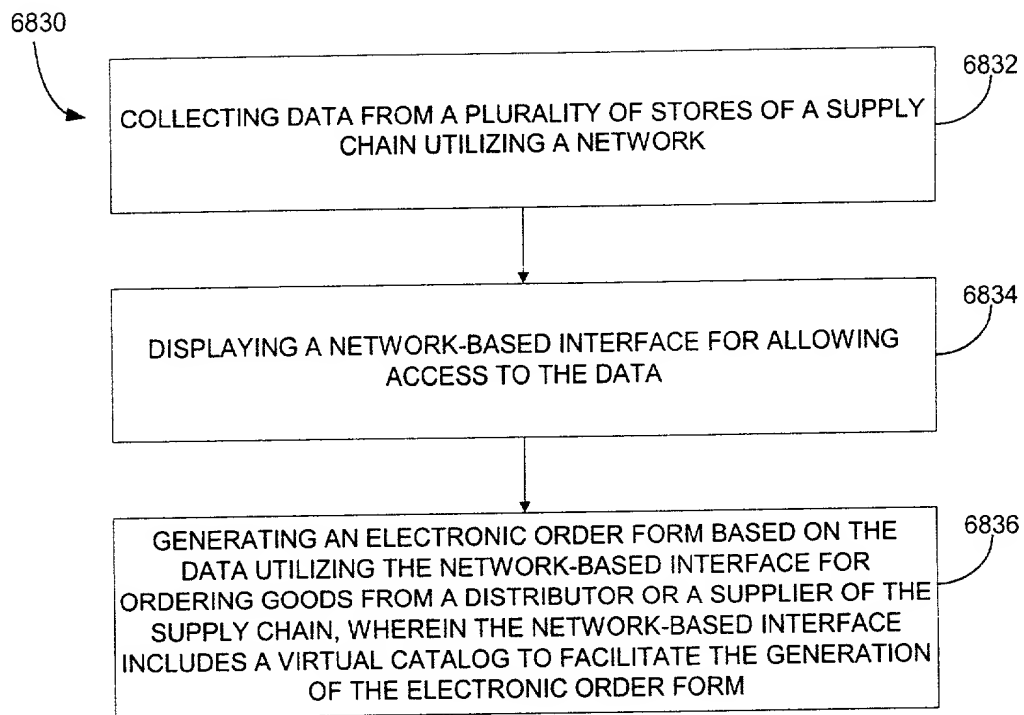 6830
6832
COLLECTING DATA FROM A PLURALITY OF STORES OF A SUPPLY
CHAIN UTILIZING A NETWORK
6834
DISPLAYING A NETWORK-BASED INTERFACE FOR ALLOWING
ACCESS TO THE DATA
6836
GENERATING AN ELECTRONIC ORDER FORM BASED ON THE
DATA UTILIZING THE NETWORK-BASED INTERFACE FOR
ORDERING GOODS FROM A DISTRIBUTOR OR A SUPPLIER OF THE
SUPPLY CHAIN, WHEREIN THE NETWORK-BASED INTERFACE
INCLUDES A VIRTUAL CATALOG TO FACILITATE THE GENERATION
OF THE ELECTRONIC ORDER FORM